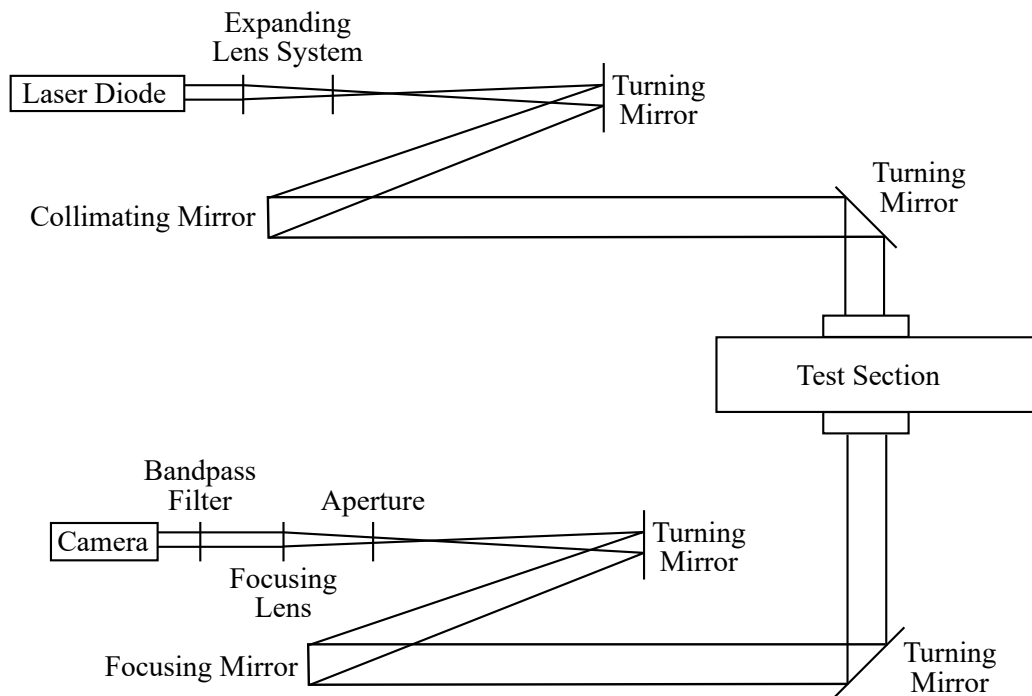 Expanding
Lens System
Laser Diode
Turning
Mirror
Turning
Mirror
Collimating Mirror
Test Section
Bandpass
Filter
Aperture
Camera
Turning
Mirror
Focusing
Lens
Focusing Mirror
Turning
Mirror